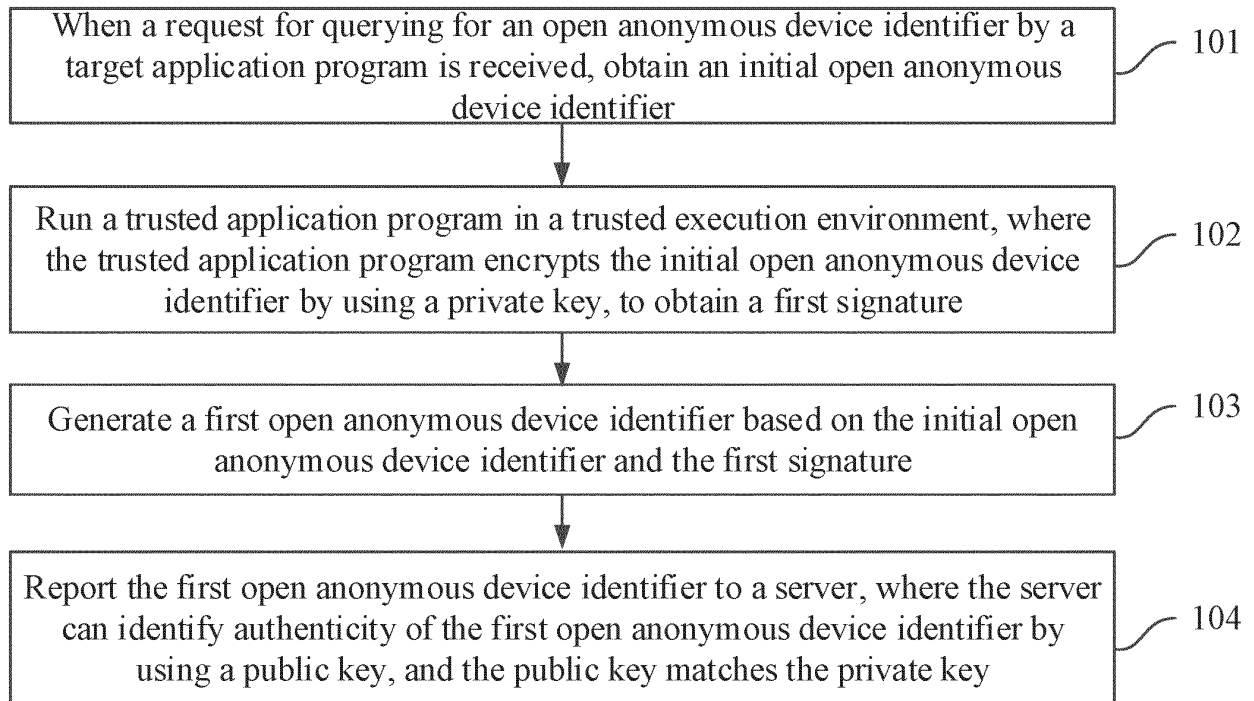 When a request for querying for an open anonymous device identifier by a
target application program is received, obtain an initial open anonymous
device identifier
101
Run a trusted application program in a trusted execution environment, where
the trusted application program encrypts the initial open anonymous device
identifier by using a private key, to obtain a first signature
102
Generate a first open anonymous device identifier based on the initial open
anonymous device identifier and the first signature
103
Report the first open anonymous device identifier to a server, where the server
can identify authenticity of the first open anonymous device identifier by
using a public key, and the public key matches the private key
104